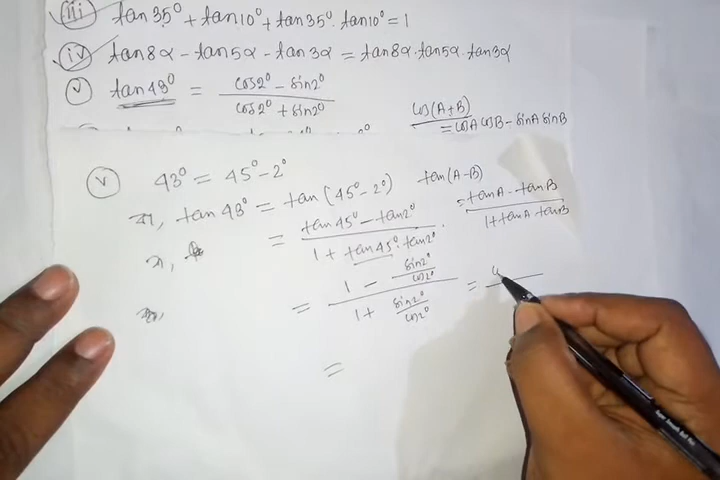 iii) tan35° + tan10° + tan35°. tan10° = 1
iv) tan8α - tan5α - tan3α = tan8α.tan5α.tan3α
v) tan43° = (cos2° - sin2°) / (cos2° + sin2°)
cos(A+B)
= cosA cosB - sinA sinB
v) 43° = 45° - 2°
বা, tan 43° = tan (45° - 2°)
tan(A-B)
= (tanA - tanB) / (1 + tanA tanB)
= (tan45° - tan2°) / (1 + tan45°. tan2°)
= (1 - sin2°/cos2°) / (1 + sin2°/cos2°) =
=